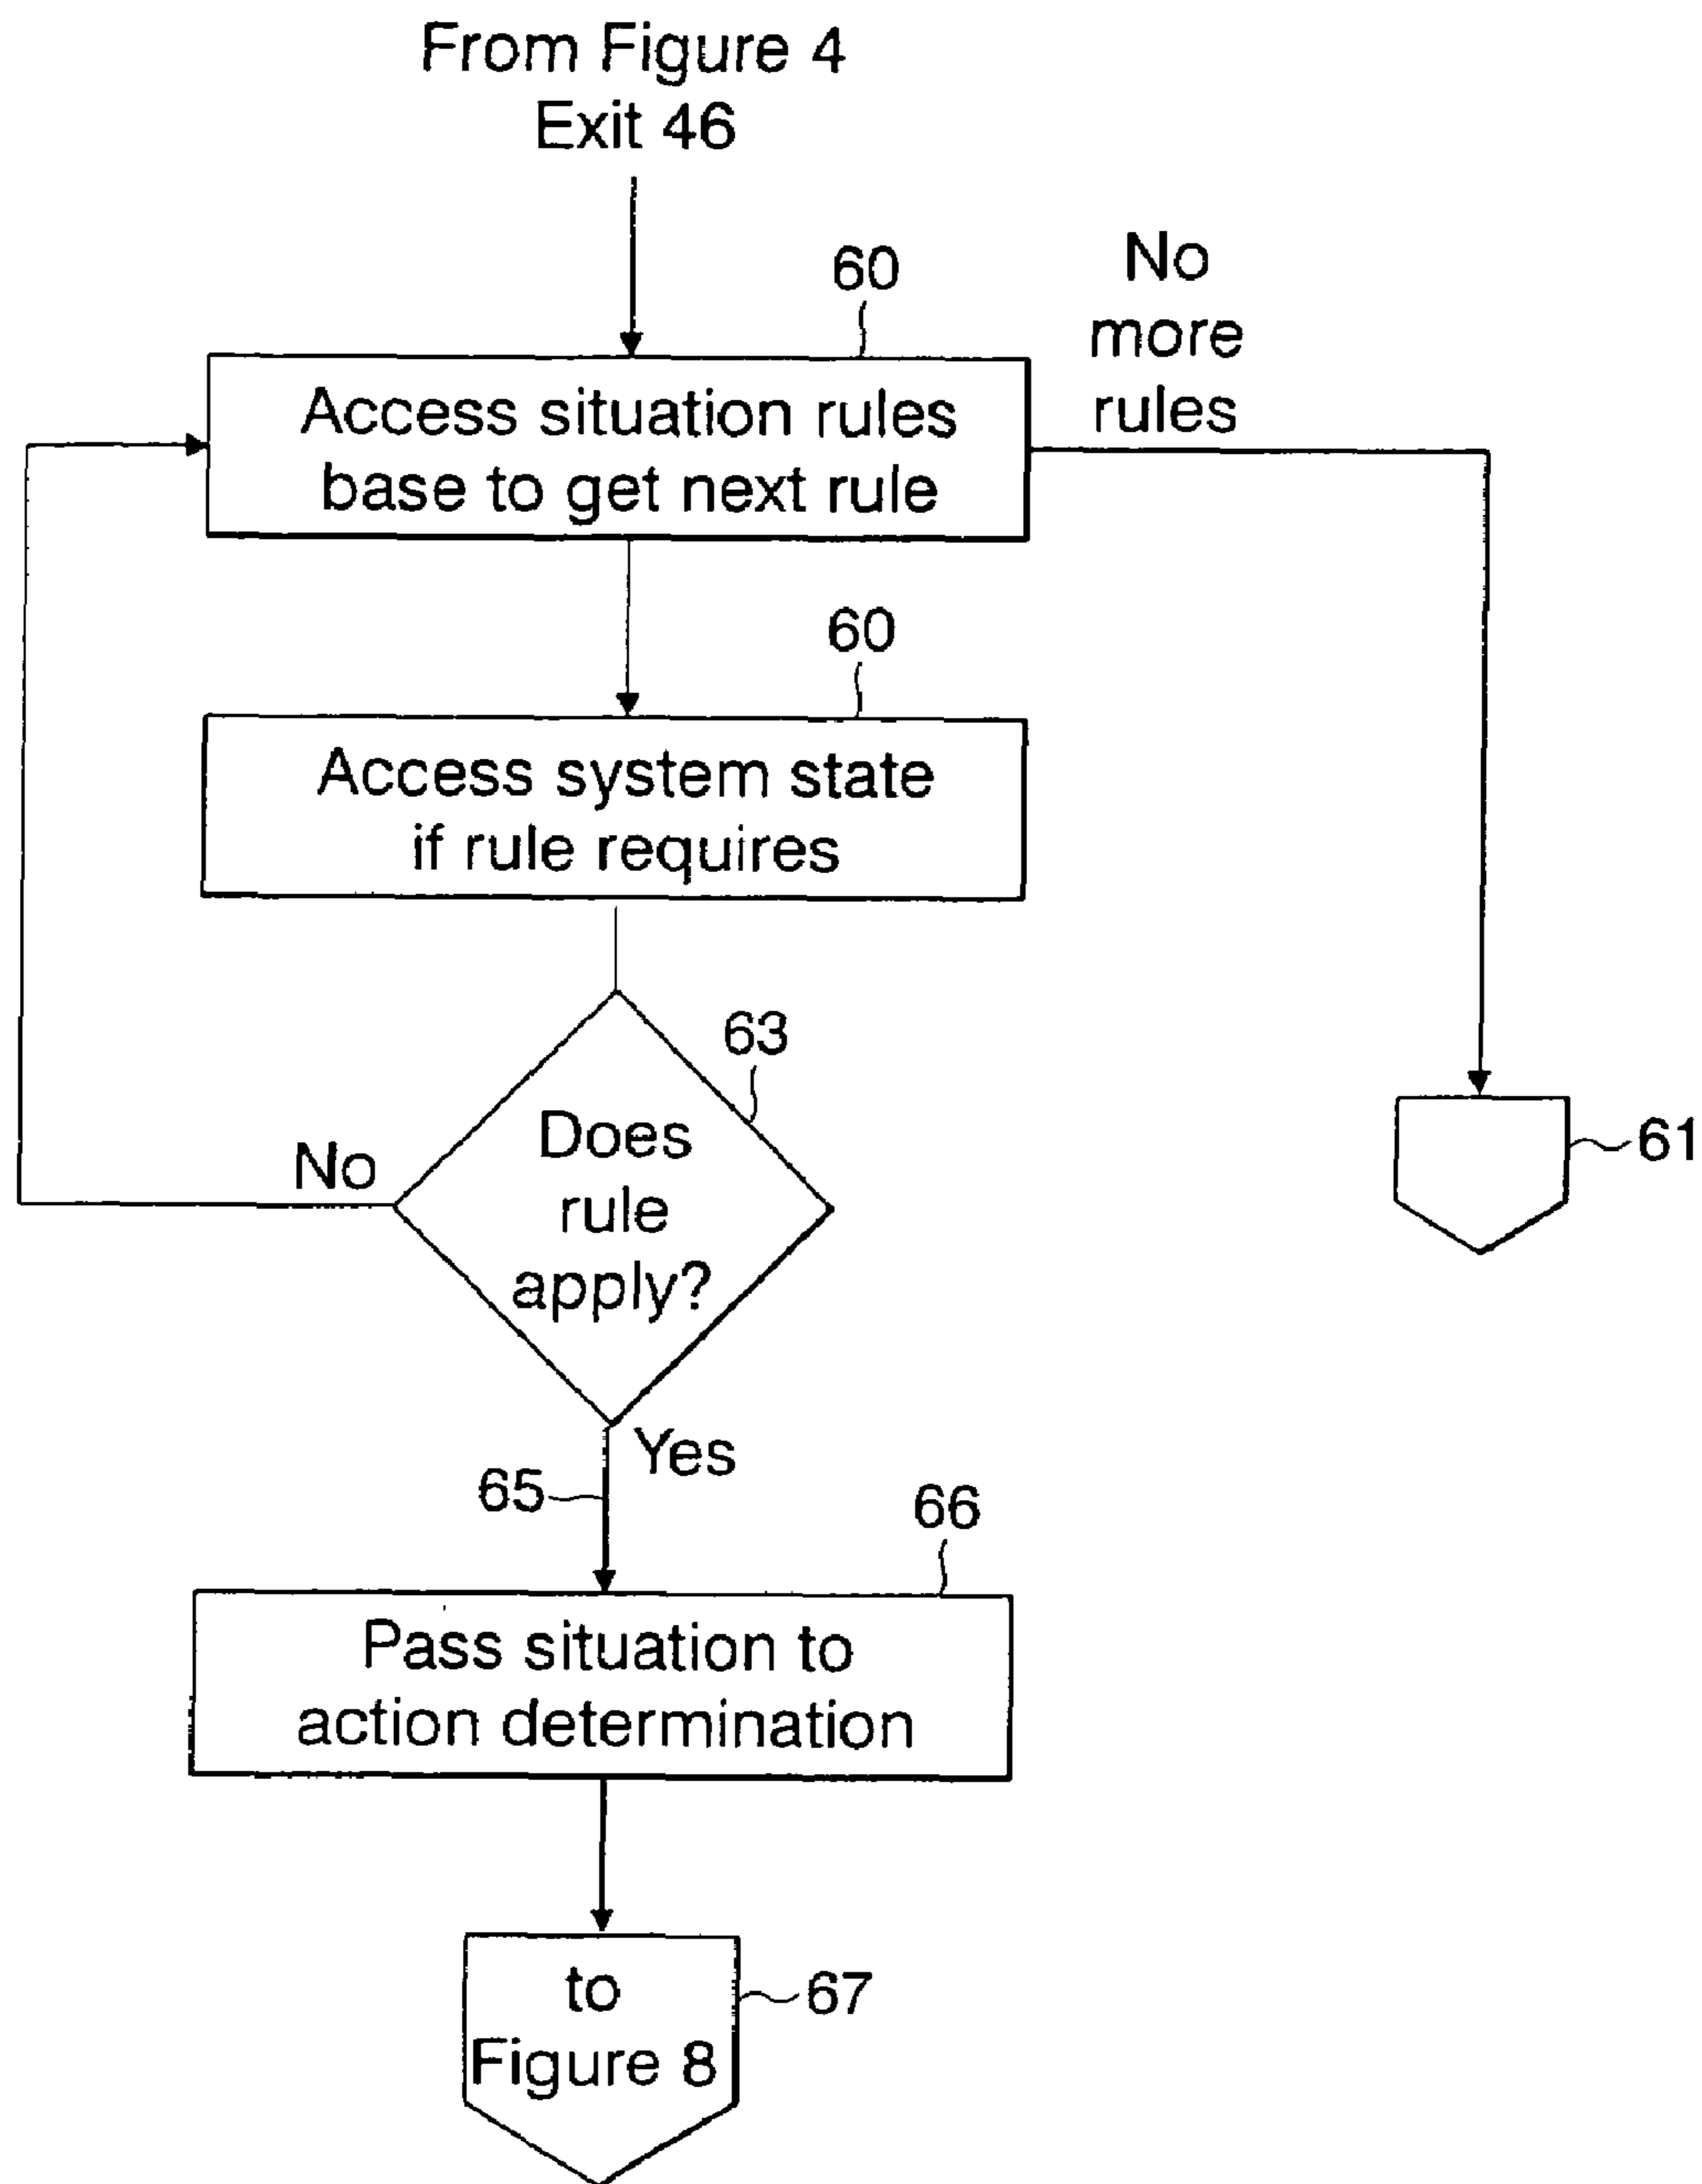 From Figure 4
Exit 46
60
No
more
rules
Access situation rules
base to get next rule
60
Access system state
if rule requires
63
Does
rule
apply?
No
61
Yes
65
66
Pass situation to
action determination
to
Figure 8
67